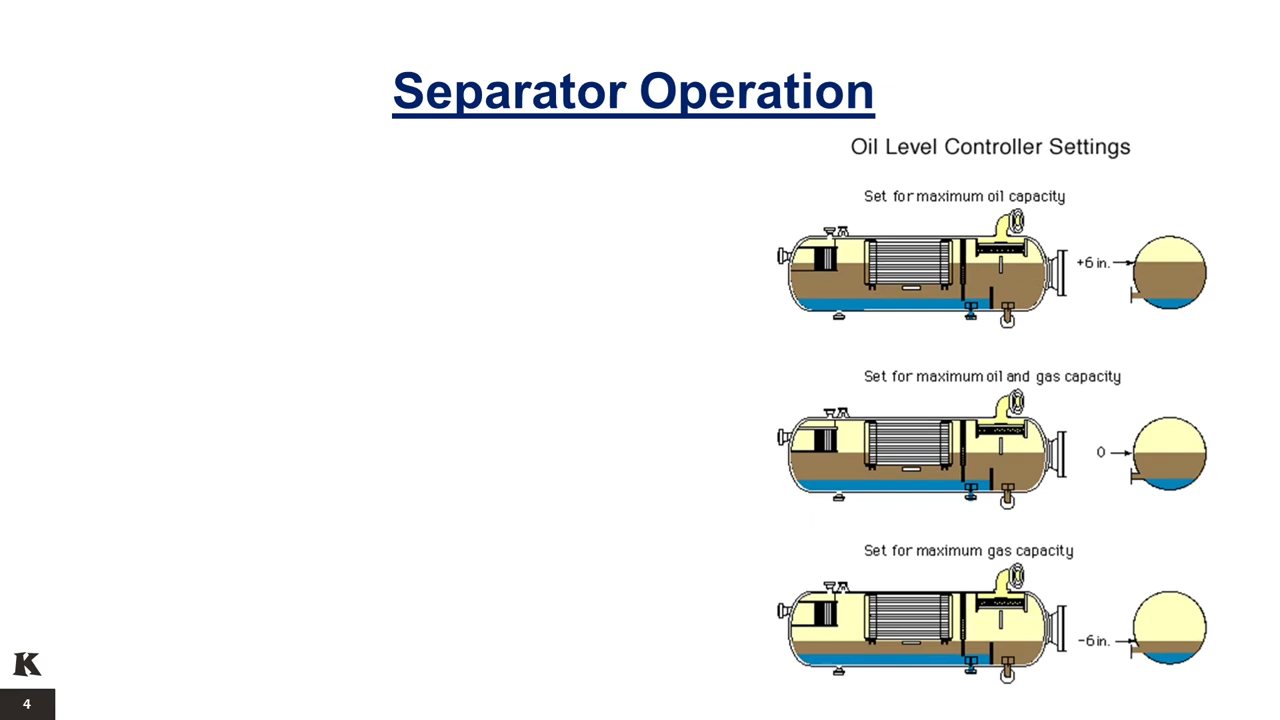 Separator Operation
Oil Level Controller Settings
Set for maximum oil capacity
+6 in.
Set for maximum oil and gas capacity
0
Set for maximum gas capacity
-6 in.
K
4